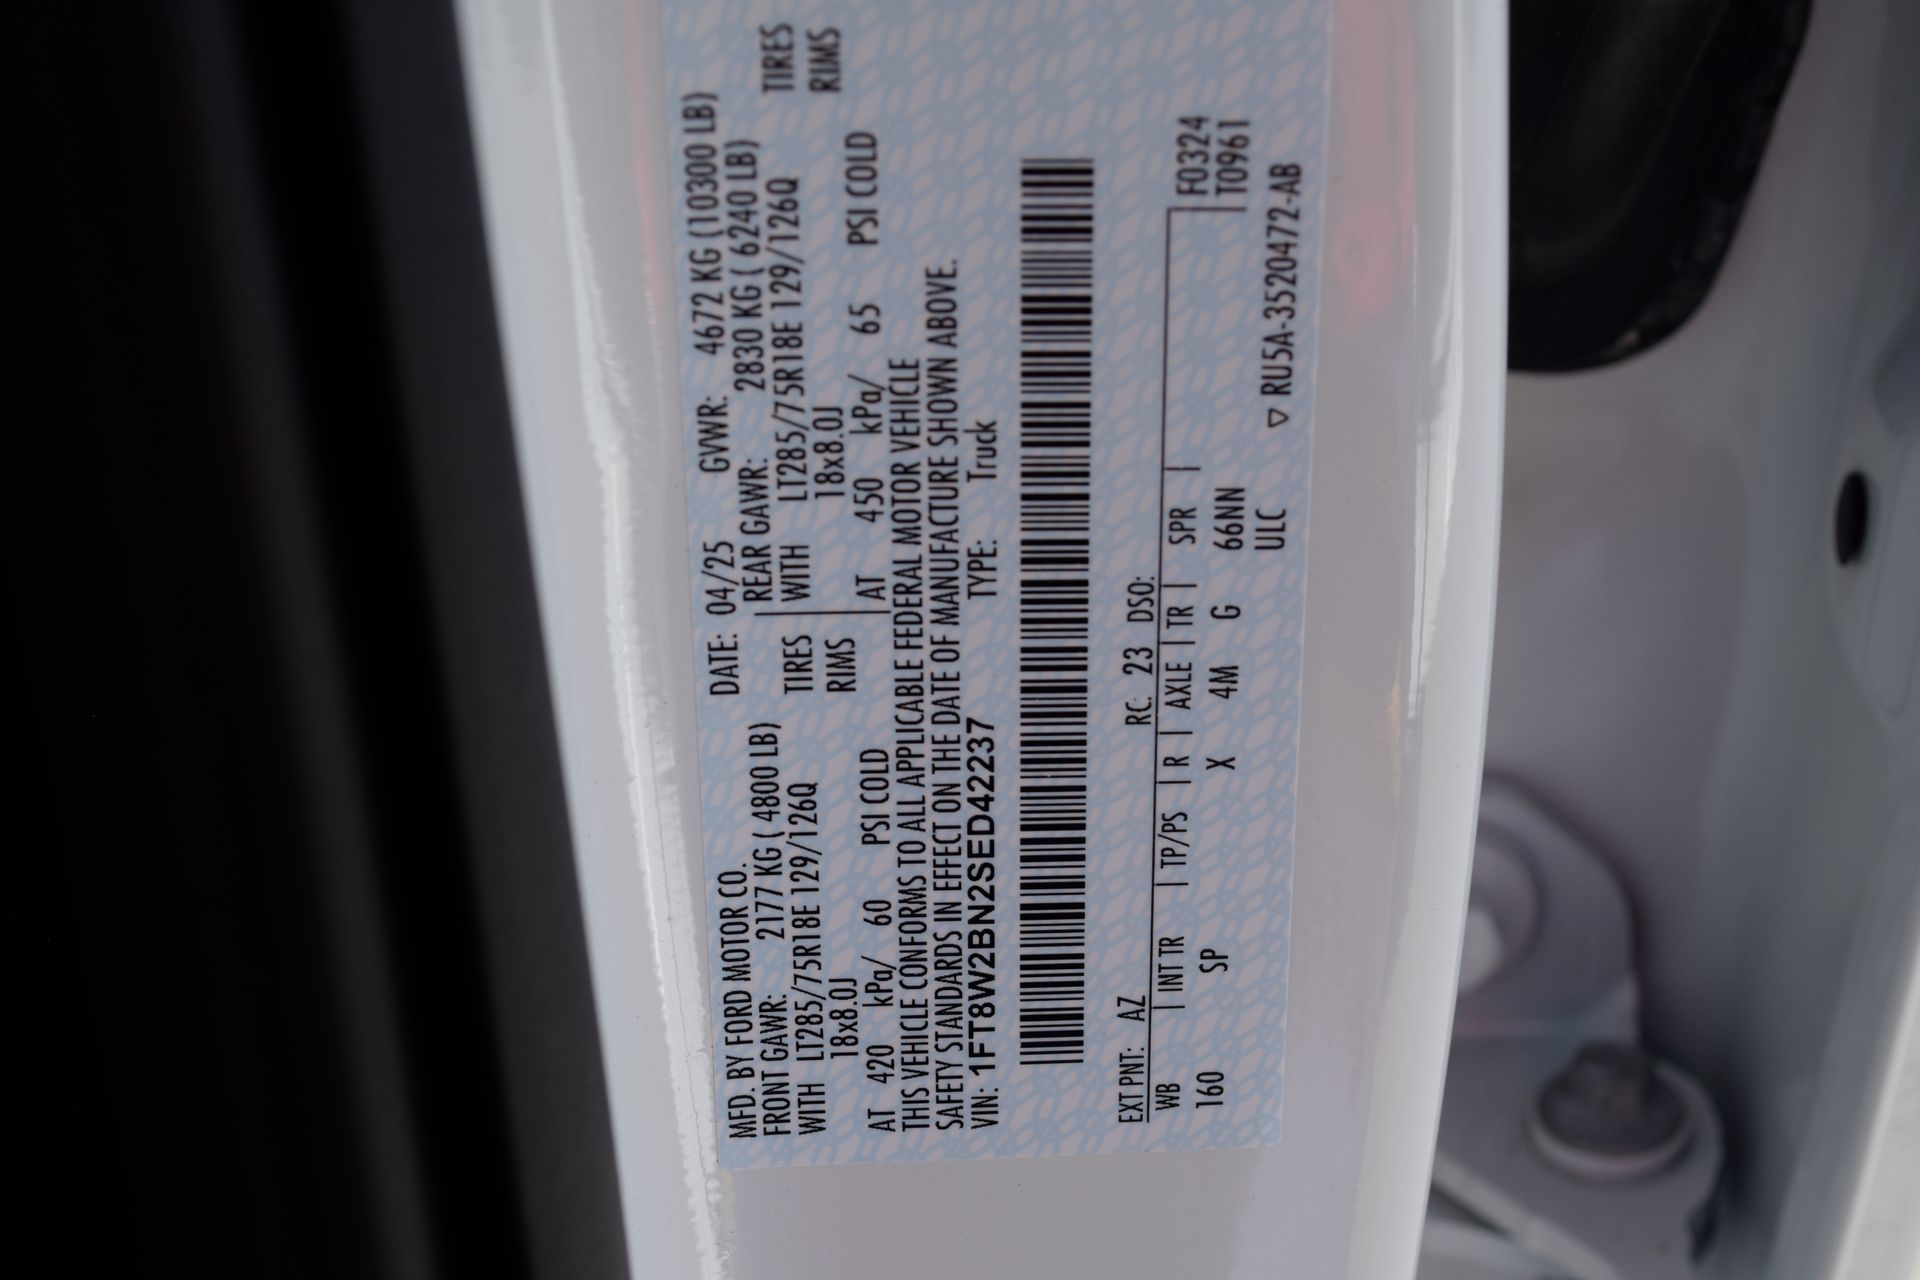 MFD. BY FORD MOTOR CO. DATE: 04/25 GVWR: 4672 KG (10300 LB)
FRONT GAWR: 2177 KG ( 4800 LB) REAR GAWR: 2830 KG ( 6240 LB)
WITH LT285/75R18E 129/126Q TIRES WITH LT285/75R18E 129/126Q TIRES
18x8.0J RIMS 18x8.0J RIMS
AT 420 kPa/ 60 PSI COLD AT 450 kPa/ 65 PSI COLD
THIS VEHICLE CONFORMS TO ALL APPLICABLE FEDERAL MOTOR VEHICLE
SAFETY STANDARDS IN EFFECT ON THE DATE OF MANUFACTURE SHOWN ABOVE.
VIN: 1FT8W2BN2SED42237 TYPE: Truck
EXT PNT: AZ RC: 23 DSO:
WB | INT TR | TP/PS | R | AXLE | TR | SPR | F0324
160 SP X 4M G 66NN T0961
ULC ▽ RU5A-3520472-AB